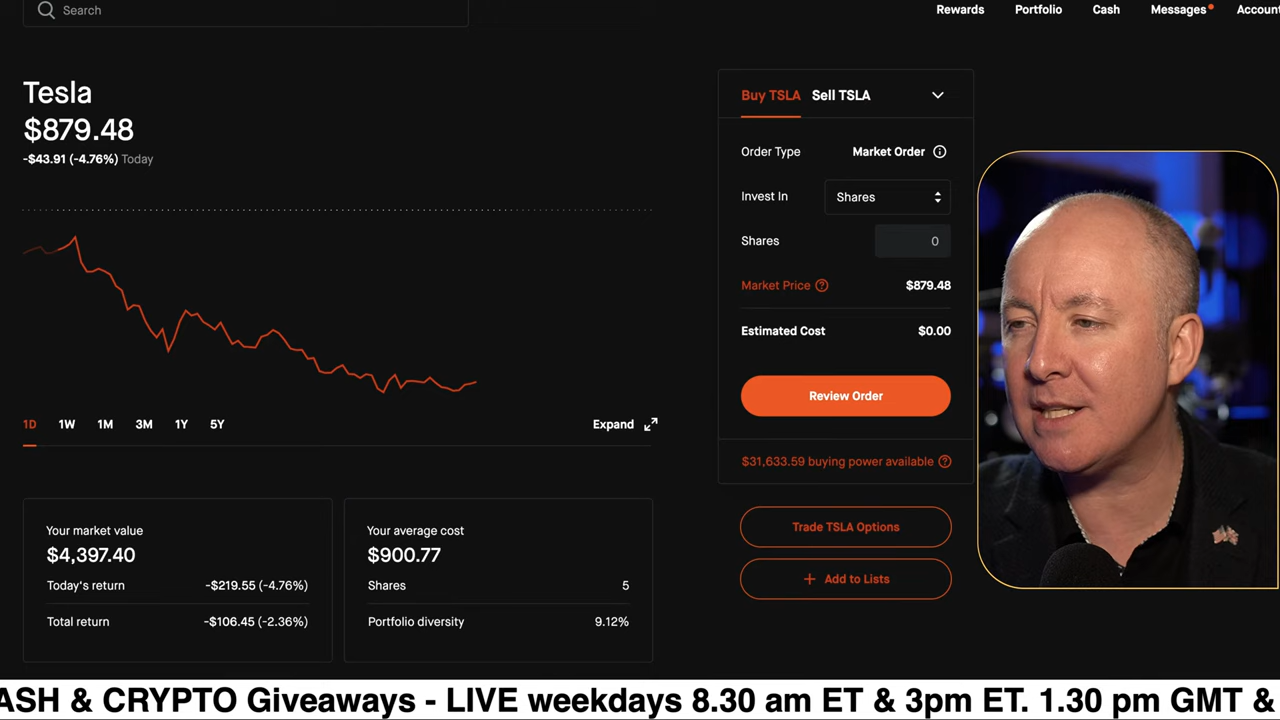 Search
Rewards
Portfolio
Cash
Messages
Account
Tesla
$879.48
-$43.91 (-4.76%) Today
1D
1W
1M
3M
1Y
5Y
Expand
Your market value
$4,397.40
Today's return -$219.55 (-4.76%)
Total return -$106.45 (-2.36%)
Your average cost
$900.77
Shares 5
Portfolio diversity 9.12%
Buy TSLA
Sell TSLA
Order Type Market Order
Invest In Shares
Shares 0
Market Price $879.48
Estimated Cost $0.00
Review Order
$31,633.59 buying power available
Trade TSLA Options
+ Add to Lists
ASH & CRYPTO Giveaways - LIVE weekdays 8.30 am ET & 3pm ET. 1.30 pm GMT &